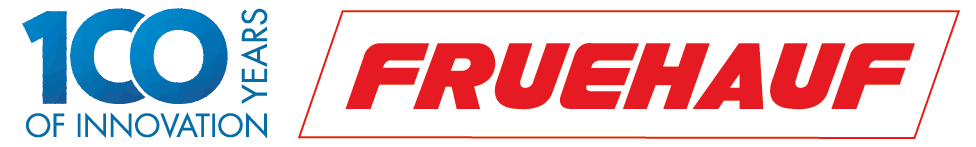 100
YEARS
OF INNOVATION
FRUEHAUF